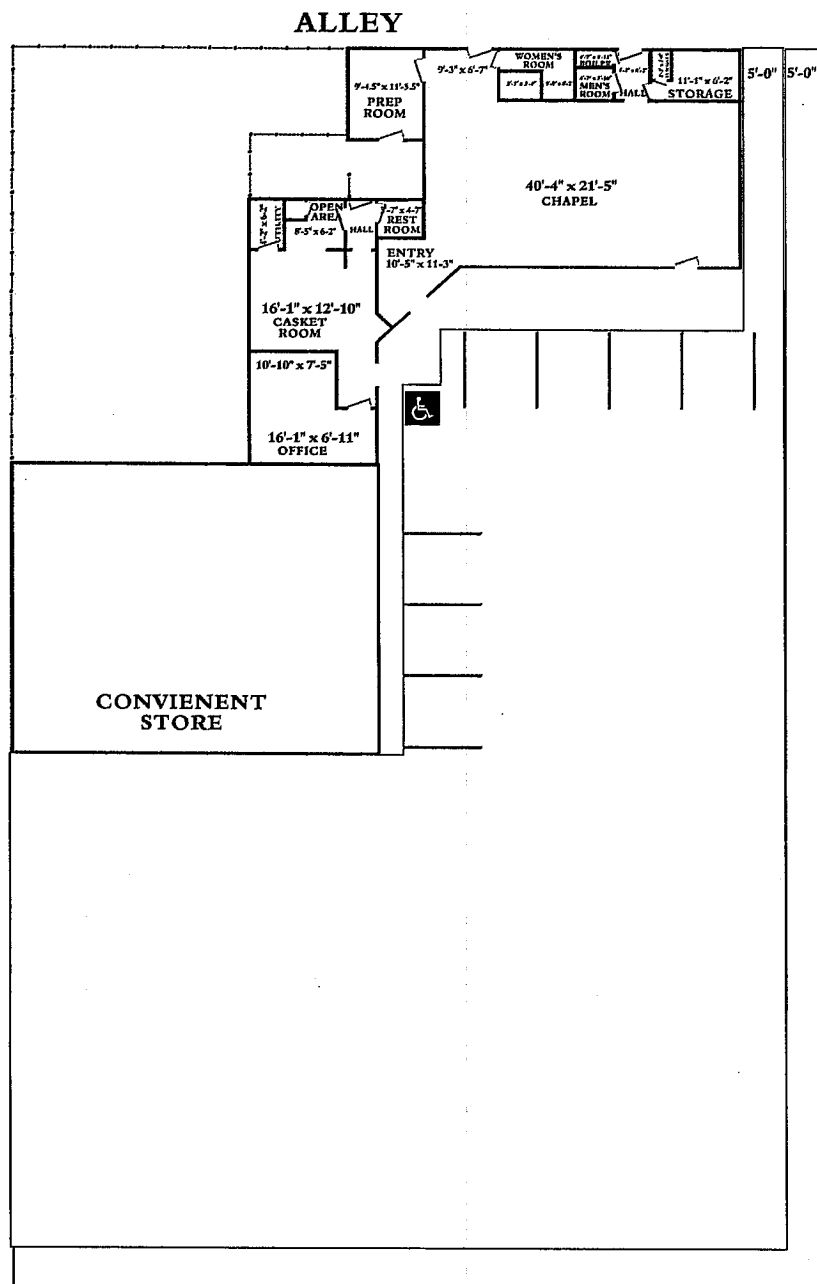 ALLEY
WOMEN'S
ROOM
9'-3" x 6'-7"
BOILER
MEN'S
ROOM
HALL
11'-1" x 6'-2"
STORAGE
5'-0"
5'-0"
9'-4.5" x 11'-3.5"
PREP
ROOM
40'-4" x 21'-5"
CHAPEL
UTILITY
OPEN
AREA
8'-5" x 6'-2"
HALL
REST
ROOM
ENTRY
10'-5" x 11'-3"
16'-1" x 12'-10"
CASKET
ROOM
10'-10" x 7'-5"
16'-1" x 6'-11"
OFFICE
CONVIENENT
STORE